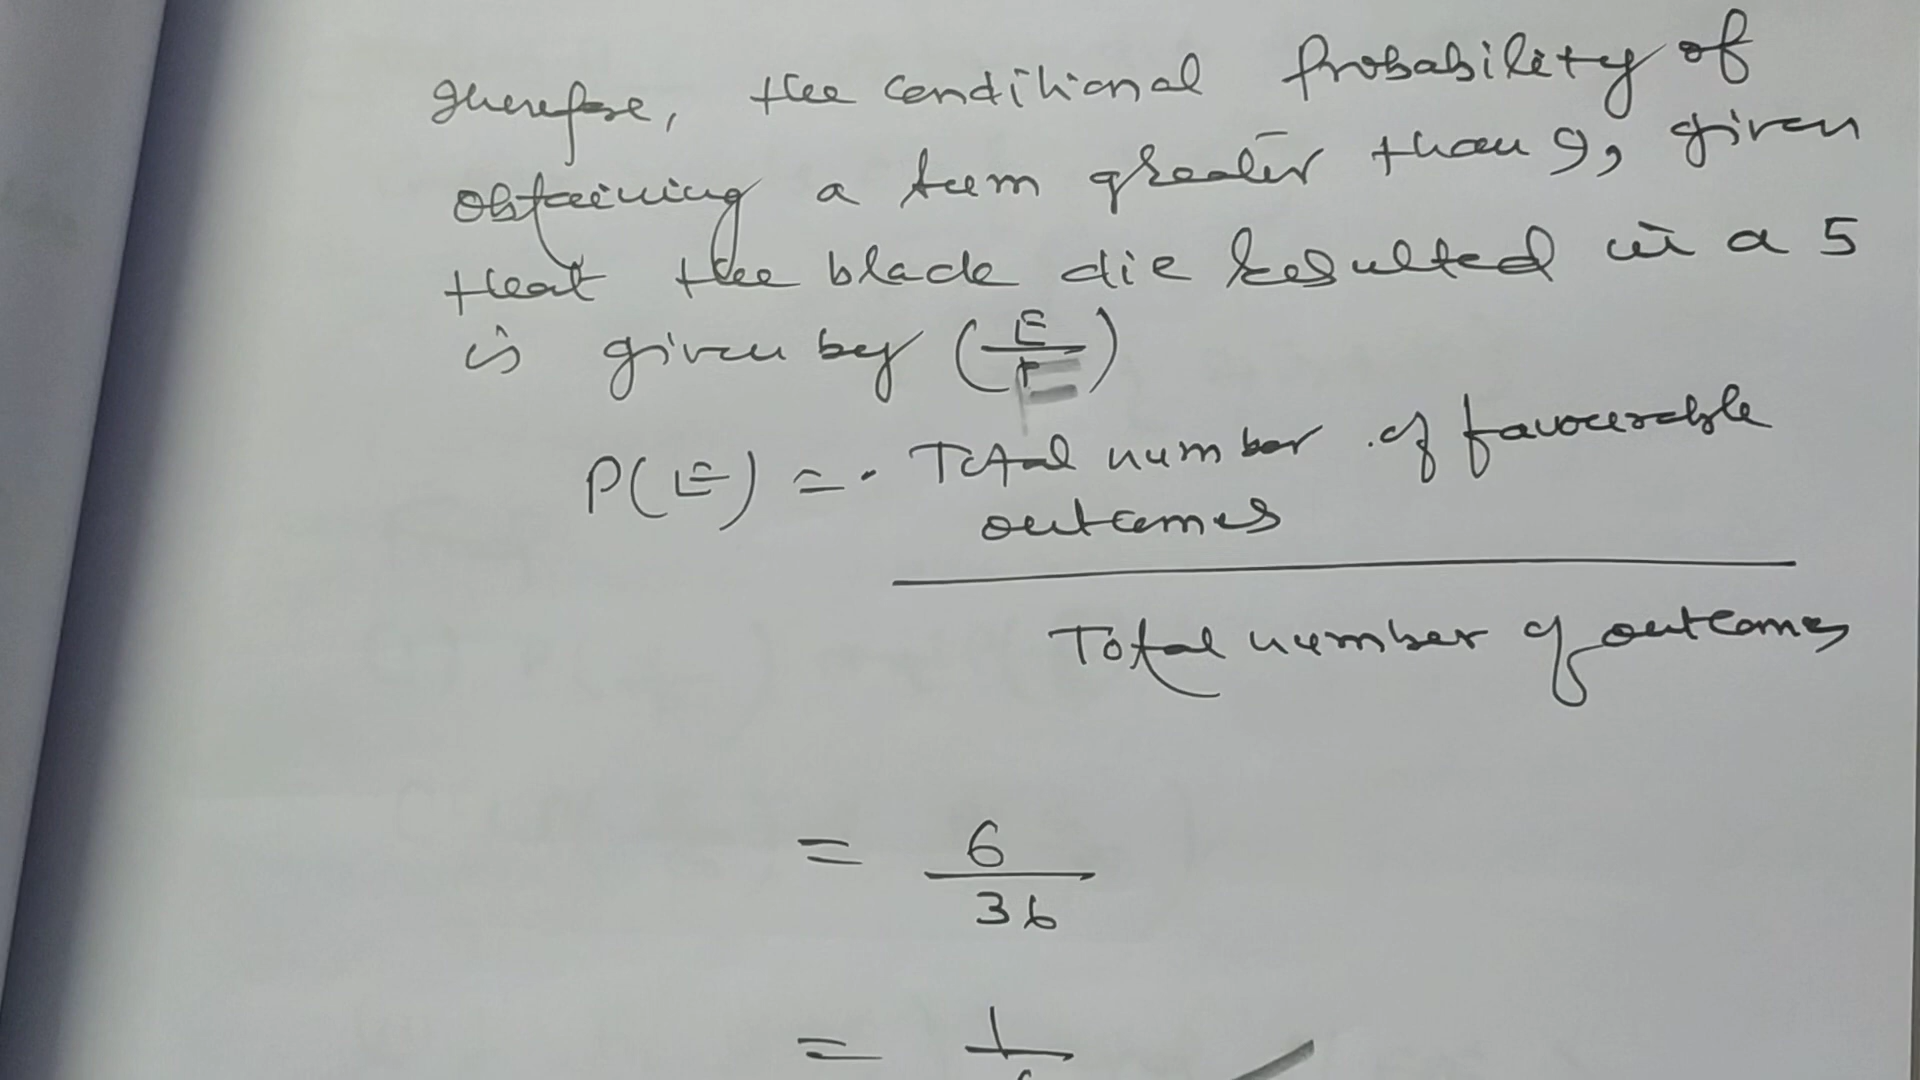 therefore, the conditional probability of
obtaining a sum greater than 9, given
that the black die resulted in a 5
is given by (E/F)
P(E) = Total number of favourable
outcomes
Total number of outcomes
= 6/36
= 1